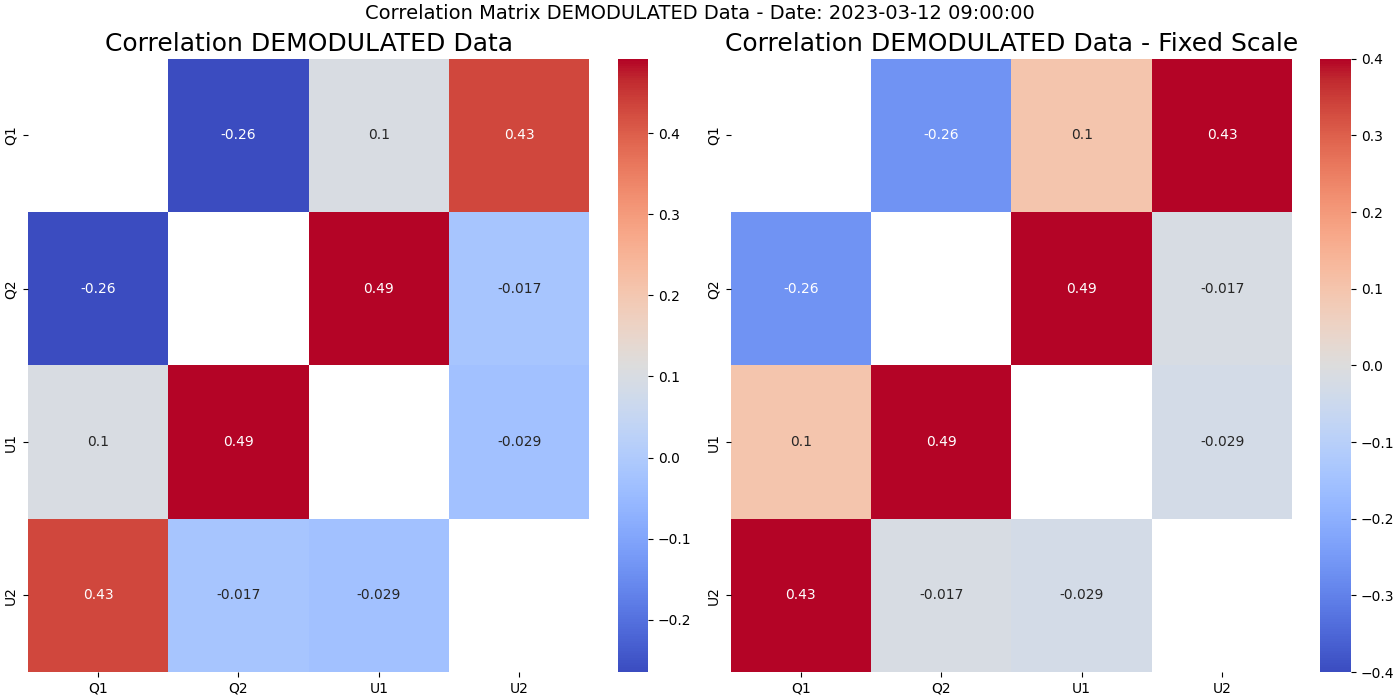 Correlation Matrix DEMODULATED Data - Date: 2023-03-12 09:00:00
Correlation DEMODULATED Data
Q1 -0.26 0.1 0.43
Q2 -0.26 0.49 -0.017
U1 0.1 0.49 -0.029
U2 0.43 -0.017 -0.029
Q1 Q2 U1 U2
0.4
0.3
0.2
0.1
0.0
−0.1
−0.2
Correlation DEMODULATED Data - Fixed Scale
Q1 -0.26 0.1 0.43
Q2 -0.26 0.49 -0.017
U1 0.1 0.49 -0.029
U2 0.43 -0.017 -0.029
Q1 Q2 U1 U2
0.4
0.3
0.2
0.1
0.0
−0.1
−0.2
−0.3
−0.4